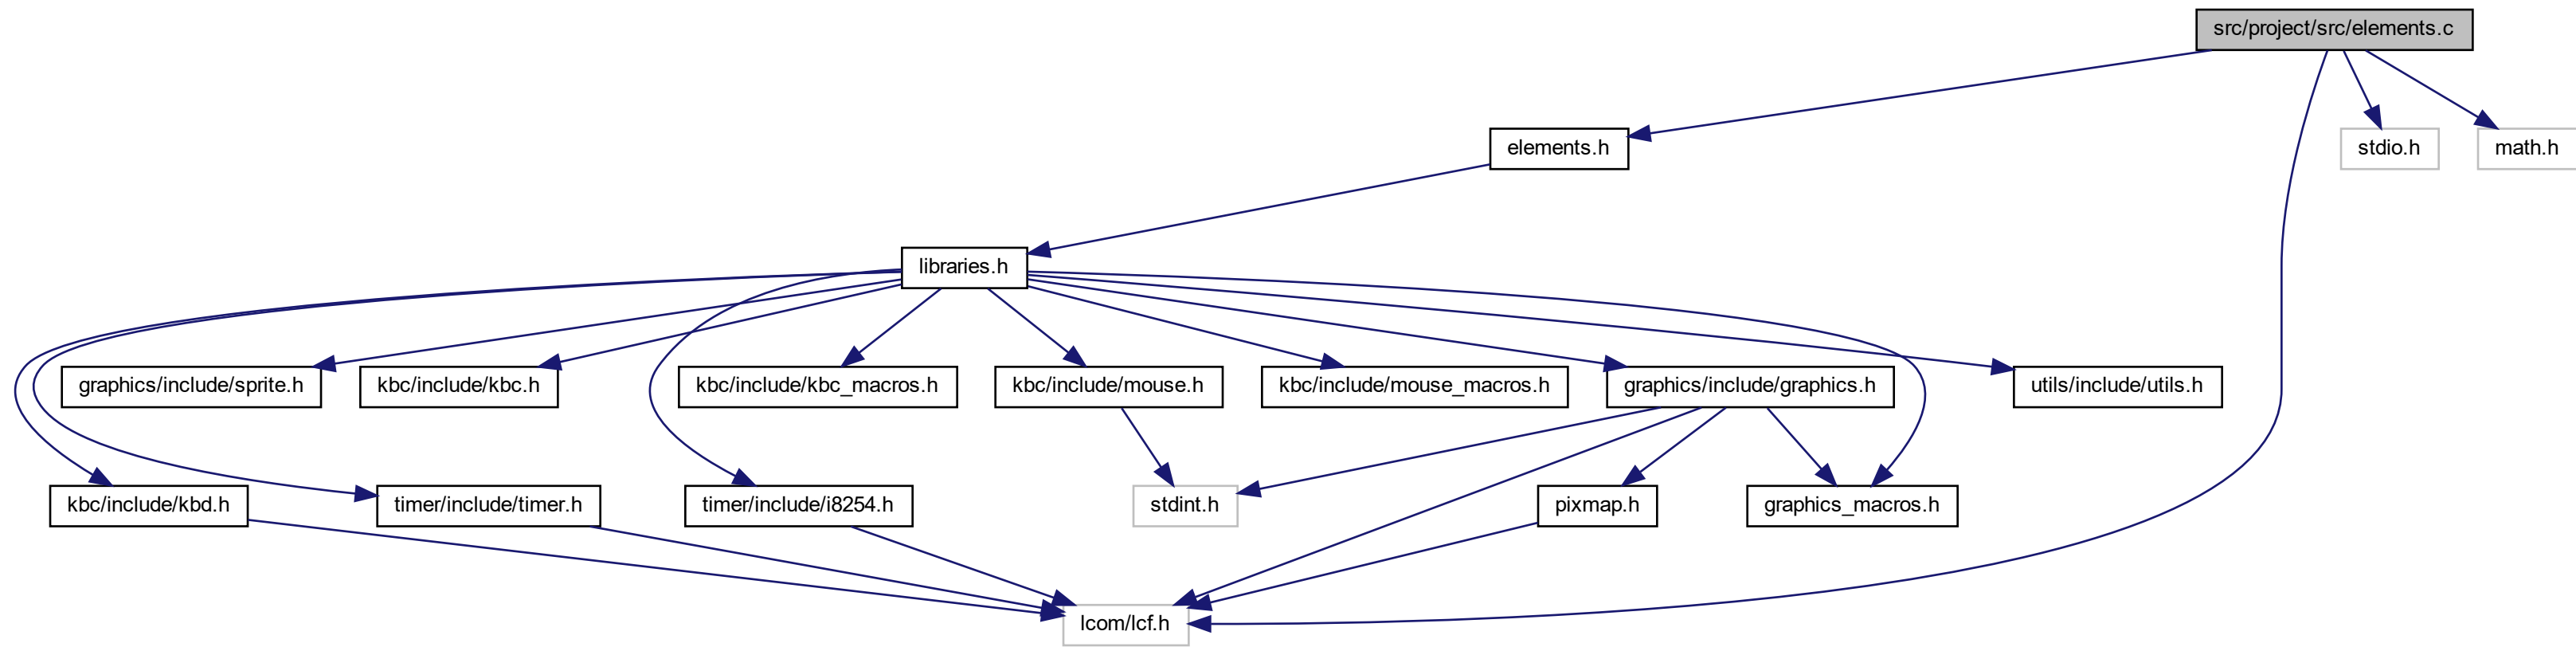 src/project/src/elements.c
elements.h
stdio.h
math.h
libraries.h
graphics/include/sprite.h
kbc/include/kbc.h
kbc/include/kbc_macros.h
kbc/include/mouse.h
kbc/include/mouse_macros.h
graphics/include/graphics.h
utils/include/utils.h
kbc/include/kbd.h
timer/include/timer.h
timer/include/i8254.h
stdint.h
pixmap.h
graphics_macros.h
lcom/lcf.h